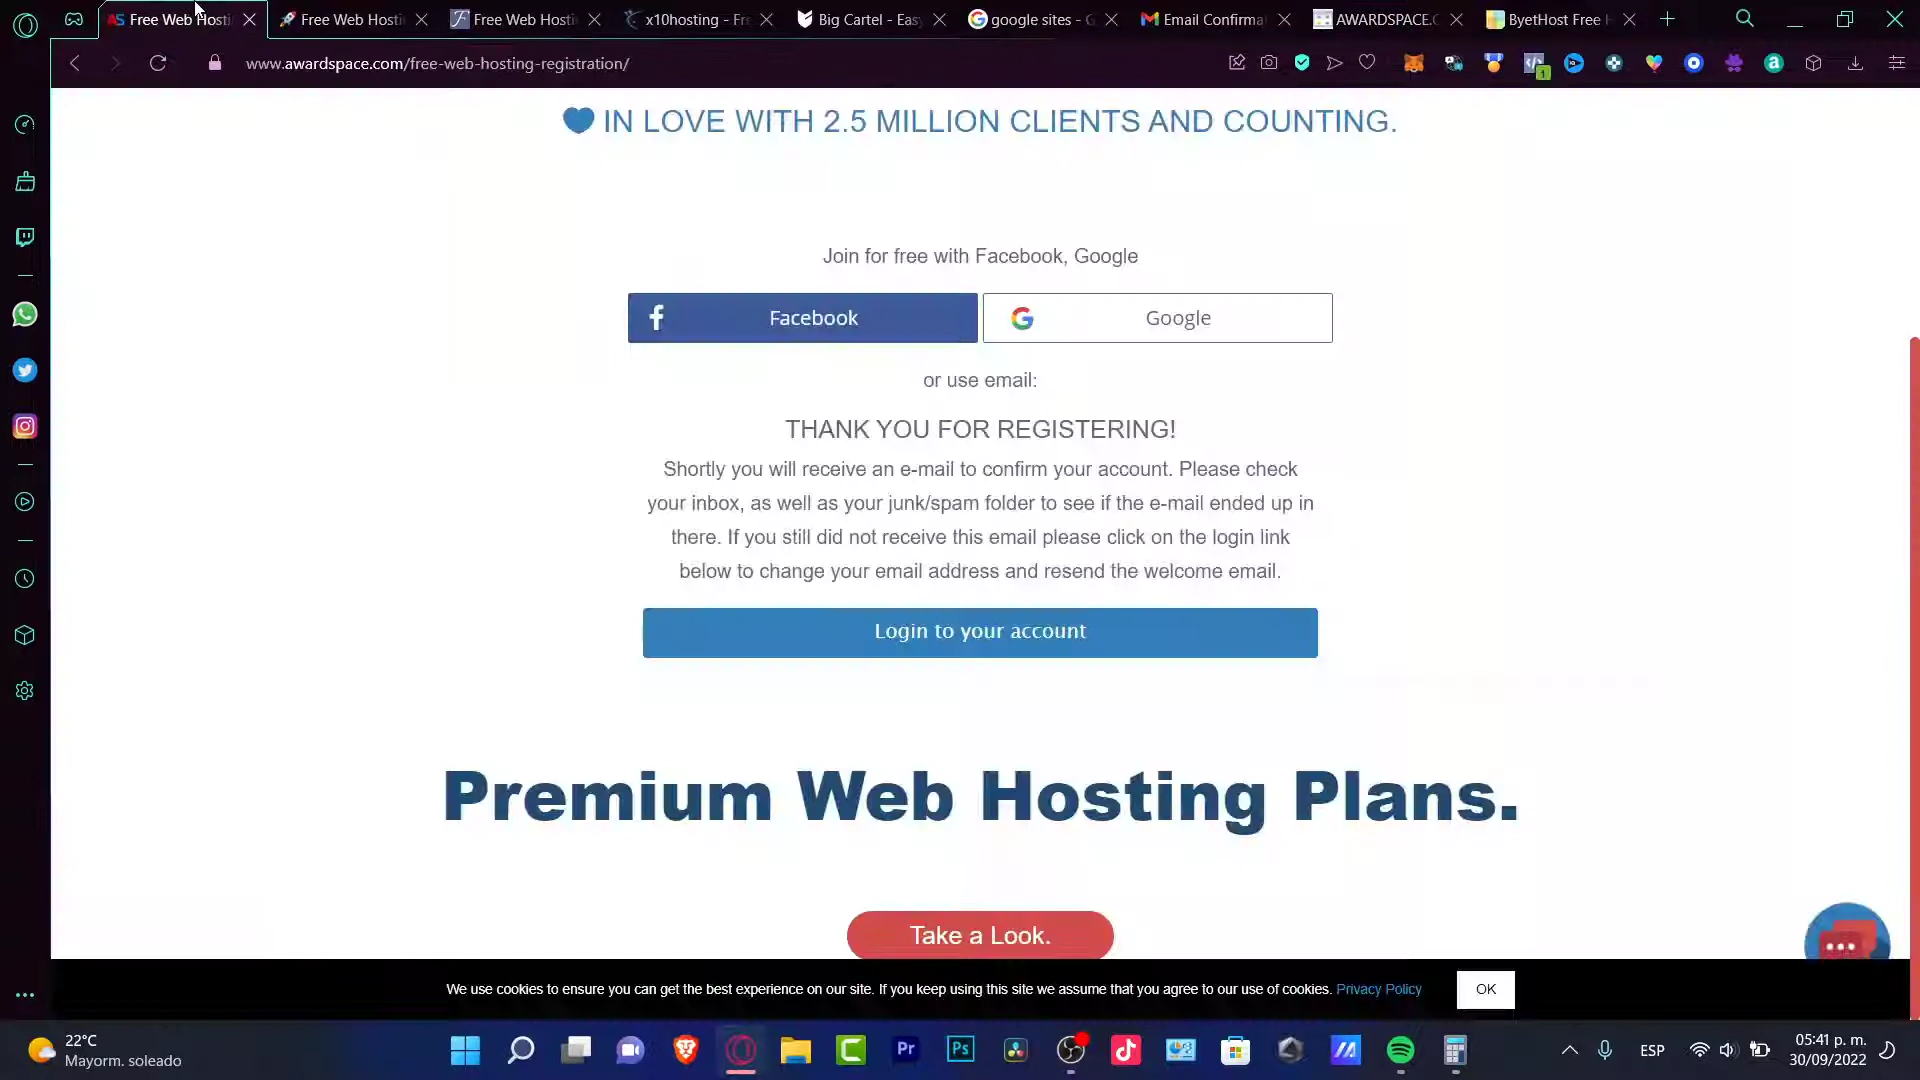 Free Web Hosti
Free Web Hosti
Free Web Hosti
x10hosting - Fre
Big Cartel - Easy
google sites - G
Email Confirma
AWARDSPACE.C
ByetHost Free H
www.awardspace.com/free-web-hosting-registration/
1
IN LOVE WITH 2.5 MILLION CLIENTS AND COUNTING.
Join for free with Facebook, Google
Facebook
Google
or use email:
THANK YOU FOR REGISTERING!
Shortly you will receive an e-mail to confirm your account. Please check
your inbox, as well as your junk/spam folder to see if the e-mail ended up in
there. If you still did not receive this email please click on the login link
below to change your email address and resend the welcome email.
Login to your account
Premium Web Hosting Plans.
Take a Look.
We use cookies to ensure you can get the best experience on our site. If you keep using this site we assume that you agree to our use of cookies. Privacy Policy
OK
22°C
Mayorm. soleado
Pr
Ps
ESP
05:41 p. m.
30/09/2022